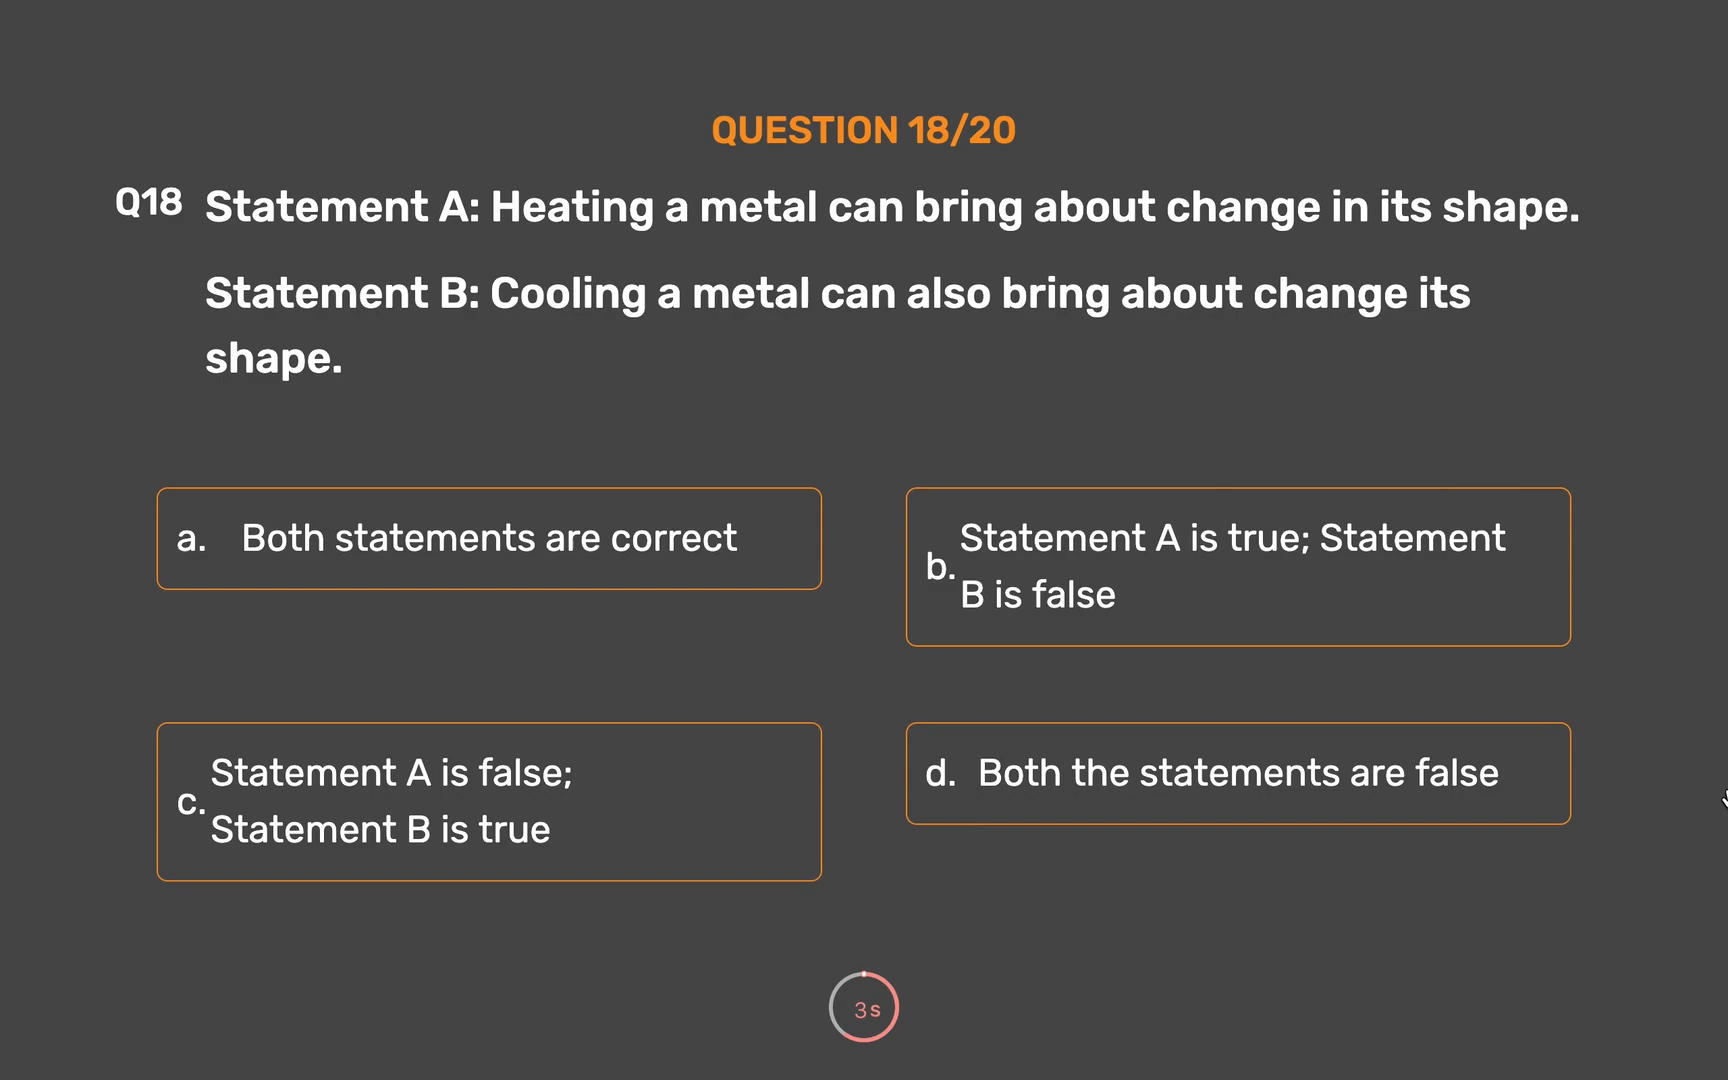 QUESTION 18/20
Q18 Statement A: Heating a metal can bring about change in its shape.
Statement B: Cooling a metal can also bring about change its
shape.
a. Both statements are correct
b. Statement A is true; Statement
B is false
c. Statement A is false;
Statement B is true
d. Both the statements are false
3s